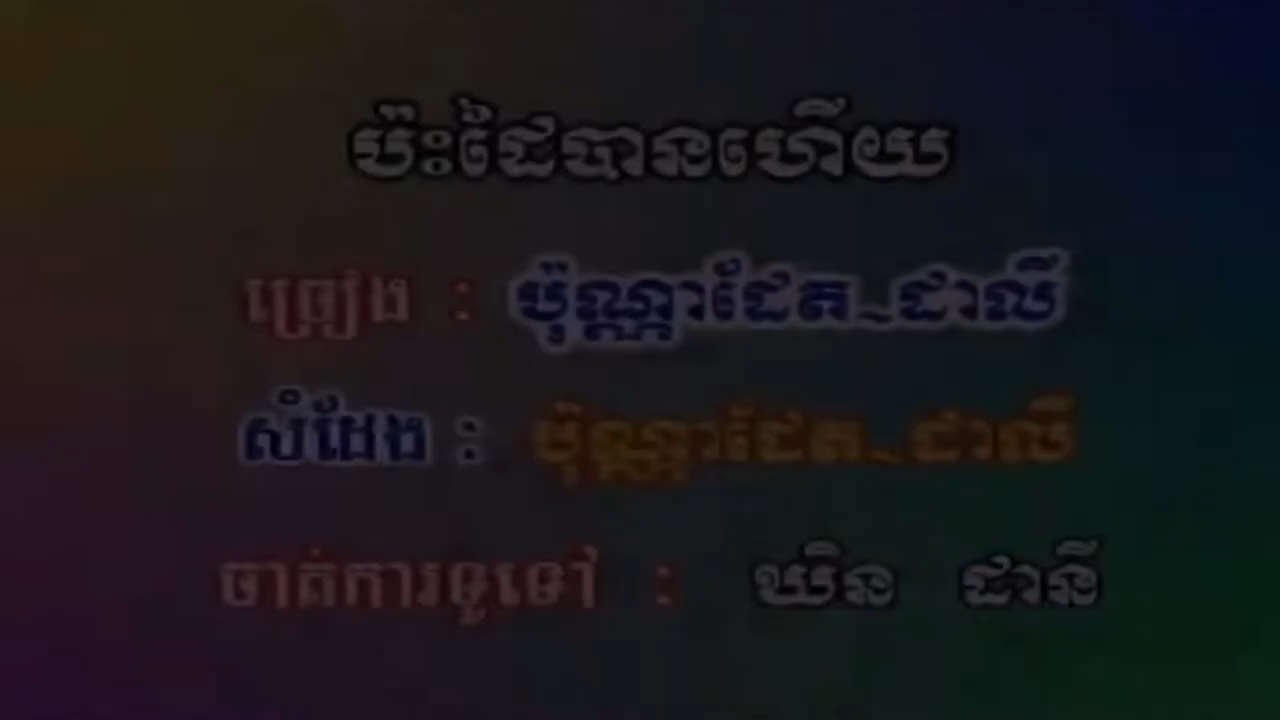 ប៉ះដៃបានហើយ
ច្រៀង : ប៊ុណ្ណាដែត_ដាលី
សំដែង : ប៊ុណ្ណាដែត_ដាលី
ចាត់ការទូទៅ : ឃិន ដានី